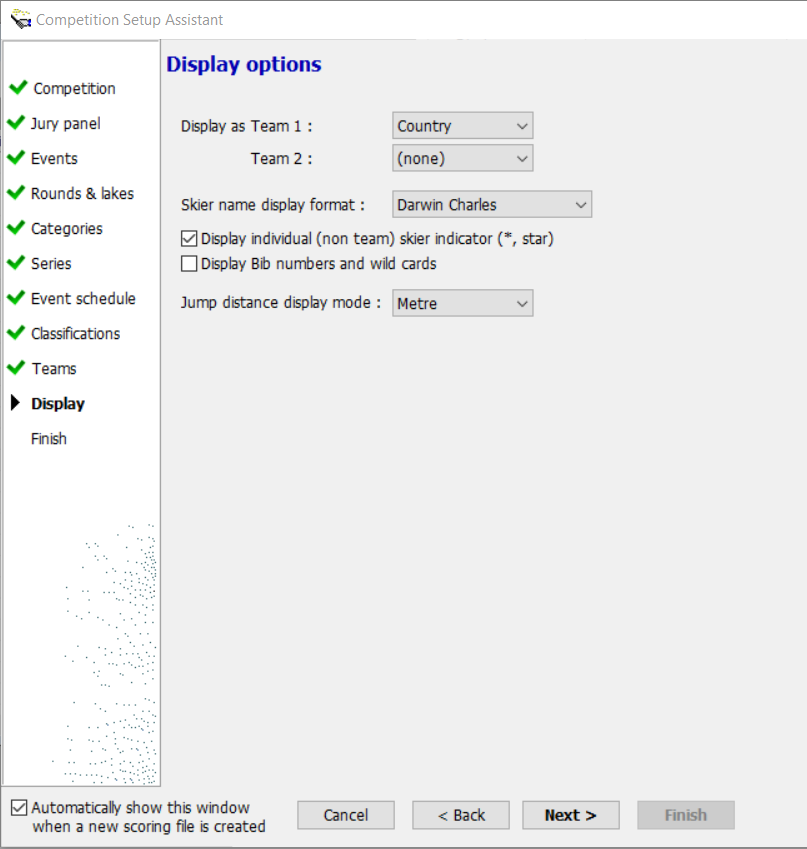 Competition Setup Assistant
Competition
Jury panel
Events
Rounds & lakes
Categories
Series
Event schedule
Classifications
Teams
Display
Finish
Display options
Display as Team 1 : Country
Team 2 : (none)
Skier name display format : Darwin Charles
Display individual (non team) skier indicator (*, star)
Display Bib numbers and wild cards
Jump distance display mode : Metre
Automatically show this window
when a new scoring file is created
Cancel < Back Next > Finish